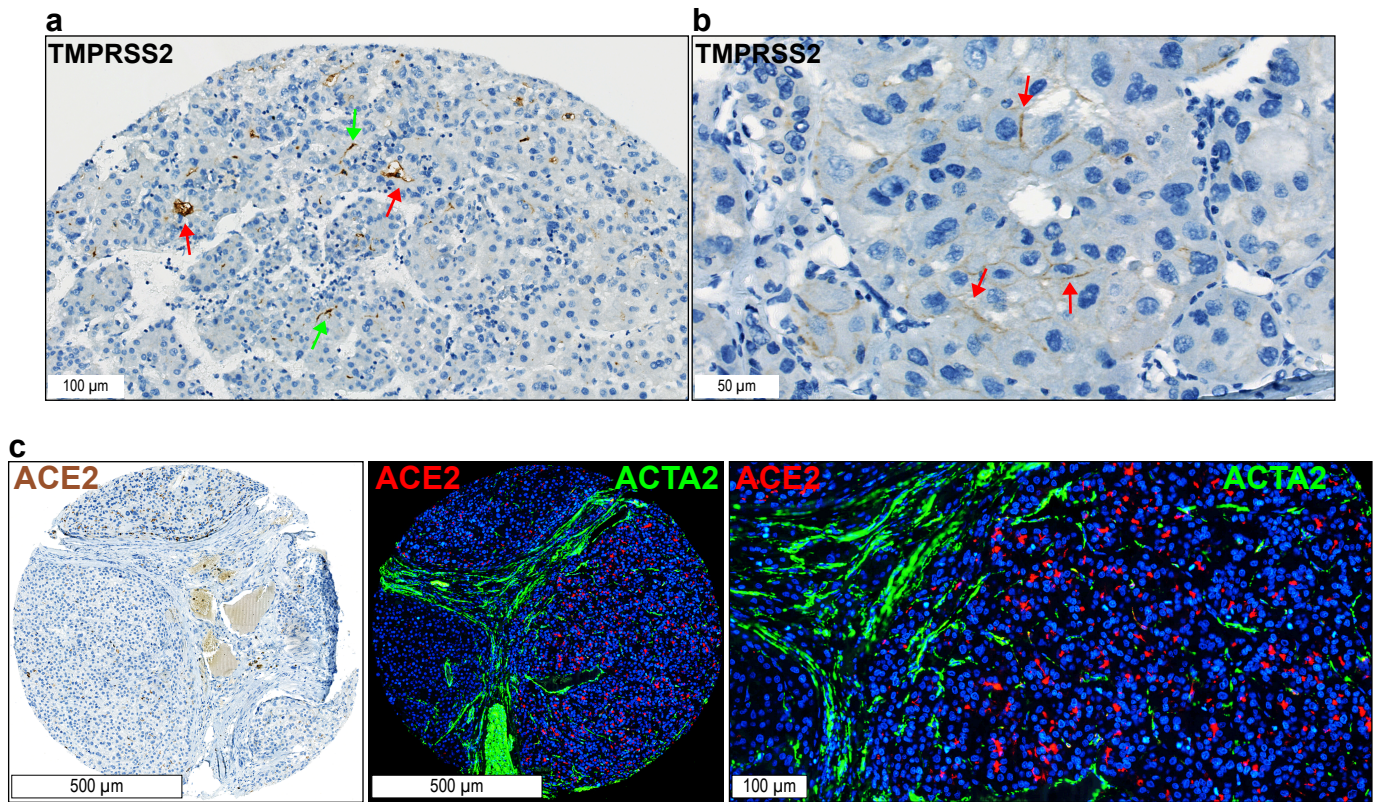 a
TMPRSS2
100 µm
b
TMPRSS2
50 µm
c
ACE2
500 µm
ACE2 ACTA2
500 µm
ACE2 ACTA2
100 µm